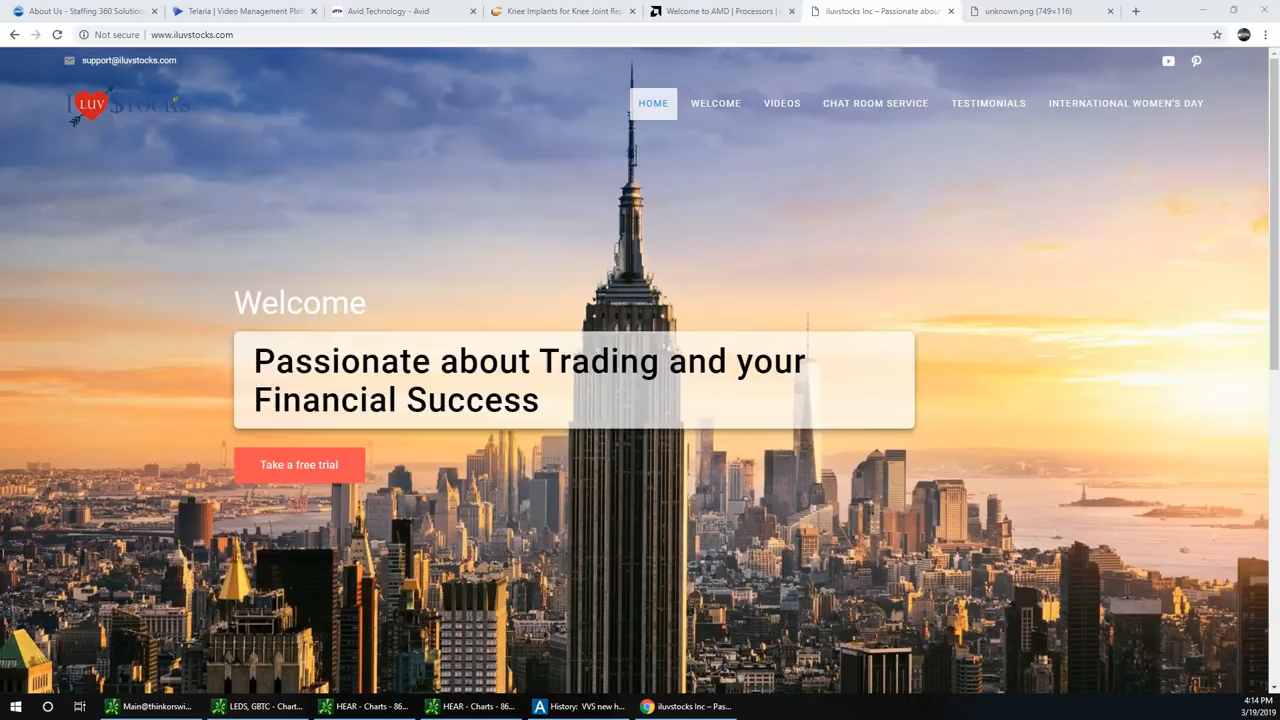 About Us - Staffing 360 Solution
Telaria | Video Management Plat
Avid Technology - Avid
Knee Implants for Knee Joint Re
Welcome to AMD | Processors |
iluvstocks Inc – Passionate abou
unknown.png (749×116)
Not secure | www.iluvstocks.com
support@iluvstocks.com
I LUV $TOCKS
HOME
WELCOME
VIDEOS
CHAT ROOM SERVICE
TESTIMONIALS
INTERNATIONAL WOMEN'S DAY
Welcome
Passionate about Trading and your
Financial Success
Take a free trial
Main@thinkorswi...
LEDS, GBTC - Chart...
HEAR - Charts - 86...
HEAR - Charts - 86...
History: VVS new h...
iluvstocks Inc – Pas...
4:14 PM
3/19/2019